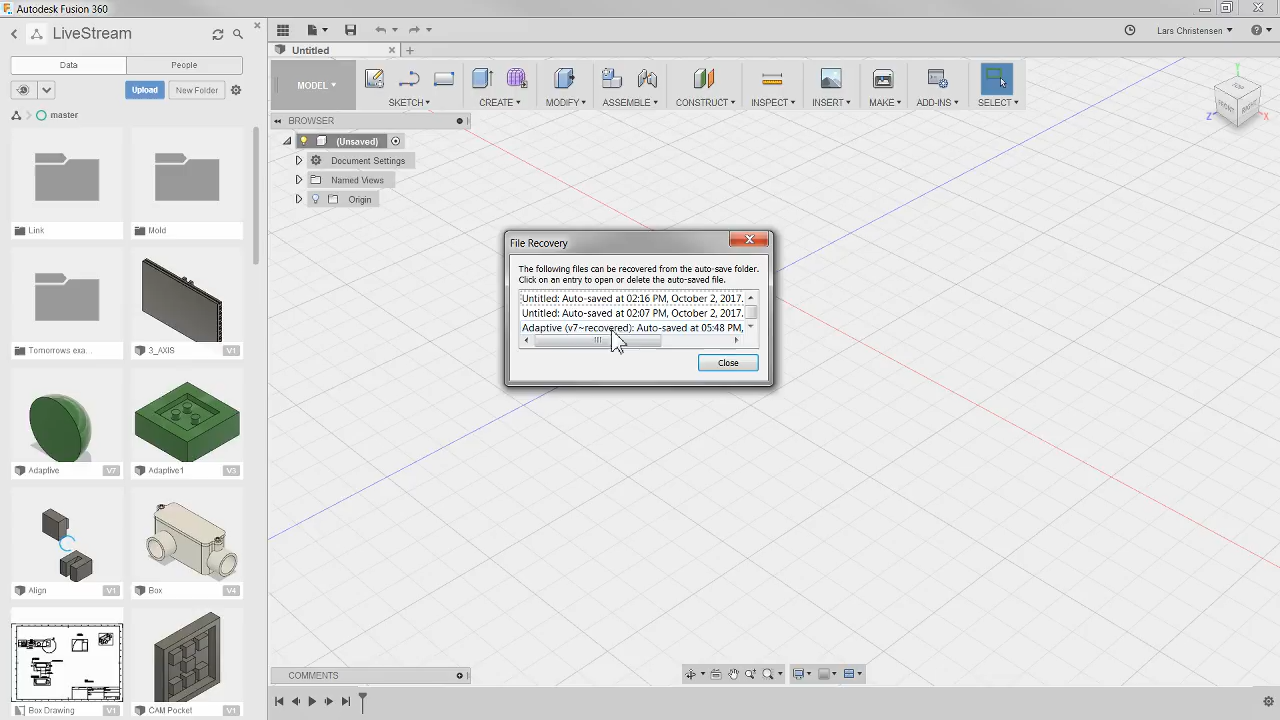 Autodesk Fusion 360
LiveStream
Data
People
Upload
New Folder
master
Link
Mold
Tomorrows exa...
3_AXIS
V1
Adaptive
V7
Adaptive1
V3
Align
V1
Box
V4
Box Drawing
V1
CAM Pocket
V1
Untitled
Lars Christensen
MODEL
SKETCH
CREATE
MODIFY
ASSEMBLE
CONSTRUCT
INSPECT
INSERT
MAKE
ADD-INS
SELECT
BROWSER
(Unsaved)
Document Settings
Named Views
Origin
TOP
FRONT
RIGHT
Y
Z
X
File Recovery
The following files can be recovered from the auto-save folder.
Click on an entry to open or delete the auto-saved file.
Untitled: Auto-saved at 02:16 PM, October 2, 2017.
Untitled: Auto-saved at 02:07 PM, October 2, 2017.
Adaptive (v7~recovered): Auto-saved at 05:48 PM,
Close
COMMENTS